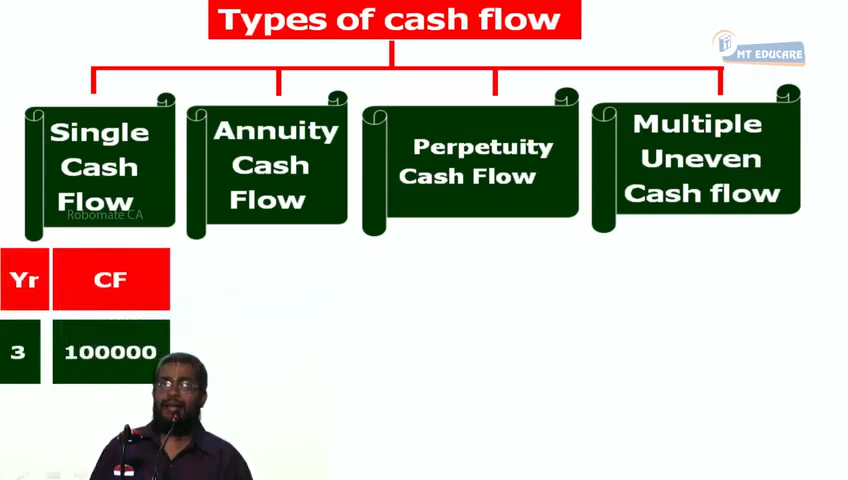 Types of cash flow
MT EDUCARE
Single
Cash
Flow
Robomate CA
Annuity
Cash
Flow
Perpetuity
Cash Flow
Multiple
Uneven
Cash flow
Yr CF
3 100000